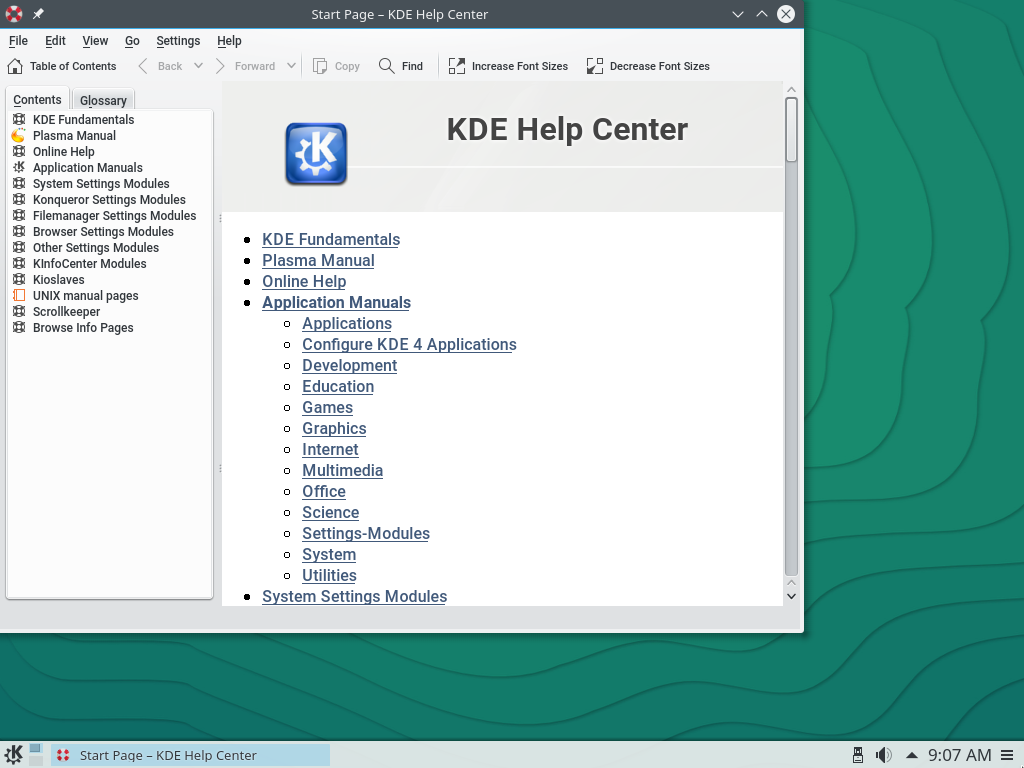 Start Page – KDE Help Center
File Edit View Go Settings Help
Table of Contents Back Forward Copy Find Increase Font Sizes Decrease Font Sizes
Contents Glossary
KDE Fundamentals
Plasma Manual
Online Help
Application Manuals
System Settings Modules
Konqueror Settings Modules
Filemanager Settings Modules
Browser Settings Modules
Other Settings Modules
KInfoCenter Modules
Kioslaves
UNIX manual pages
Scrollkeeper
Browse Info Pages
KDE Help Center
KDE Fundamentals
Plasma Manual
Online Help
Application Manuals
Applications
Configure KDE 4 Applications
Development
Education
Games
Graphics
Internet
Multimedia
Office
Science
Settings-Modules
System
Utilities
System Settings Modules
Start Page – KDE Help Center
9:07 AM